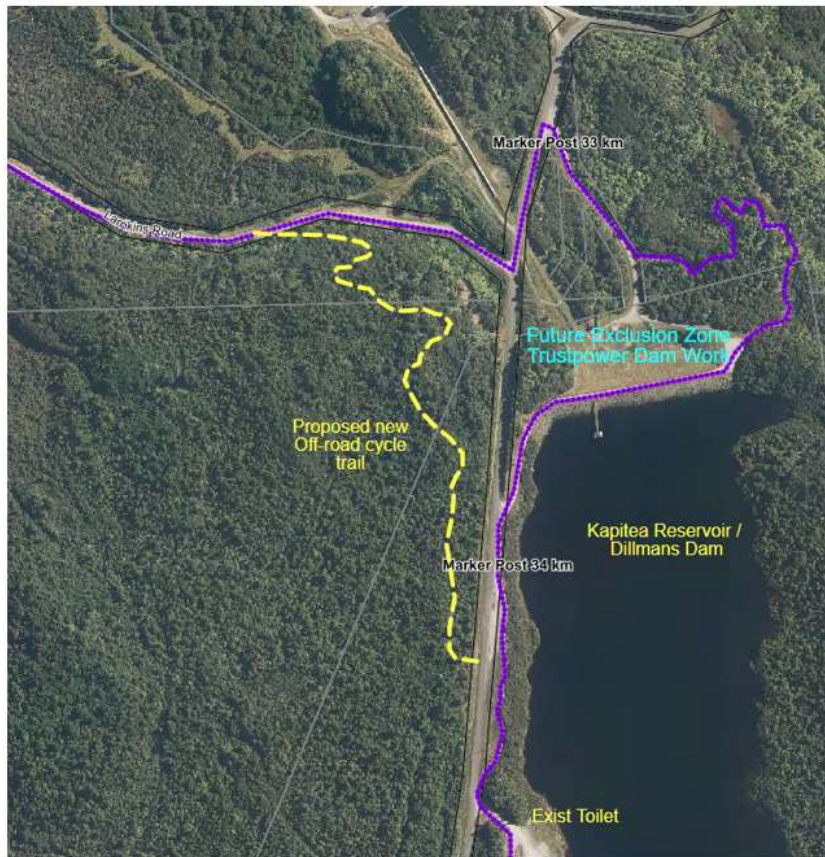 Marker Post 33 km
Larrikins Road
Future Exclusion Zone
Trustpower Dam Work
Proposed new
Off-road cycle
trail
Kapitea Reservoir /
Dillmans Dam
Marker Post 34 km
Exist Toilet